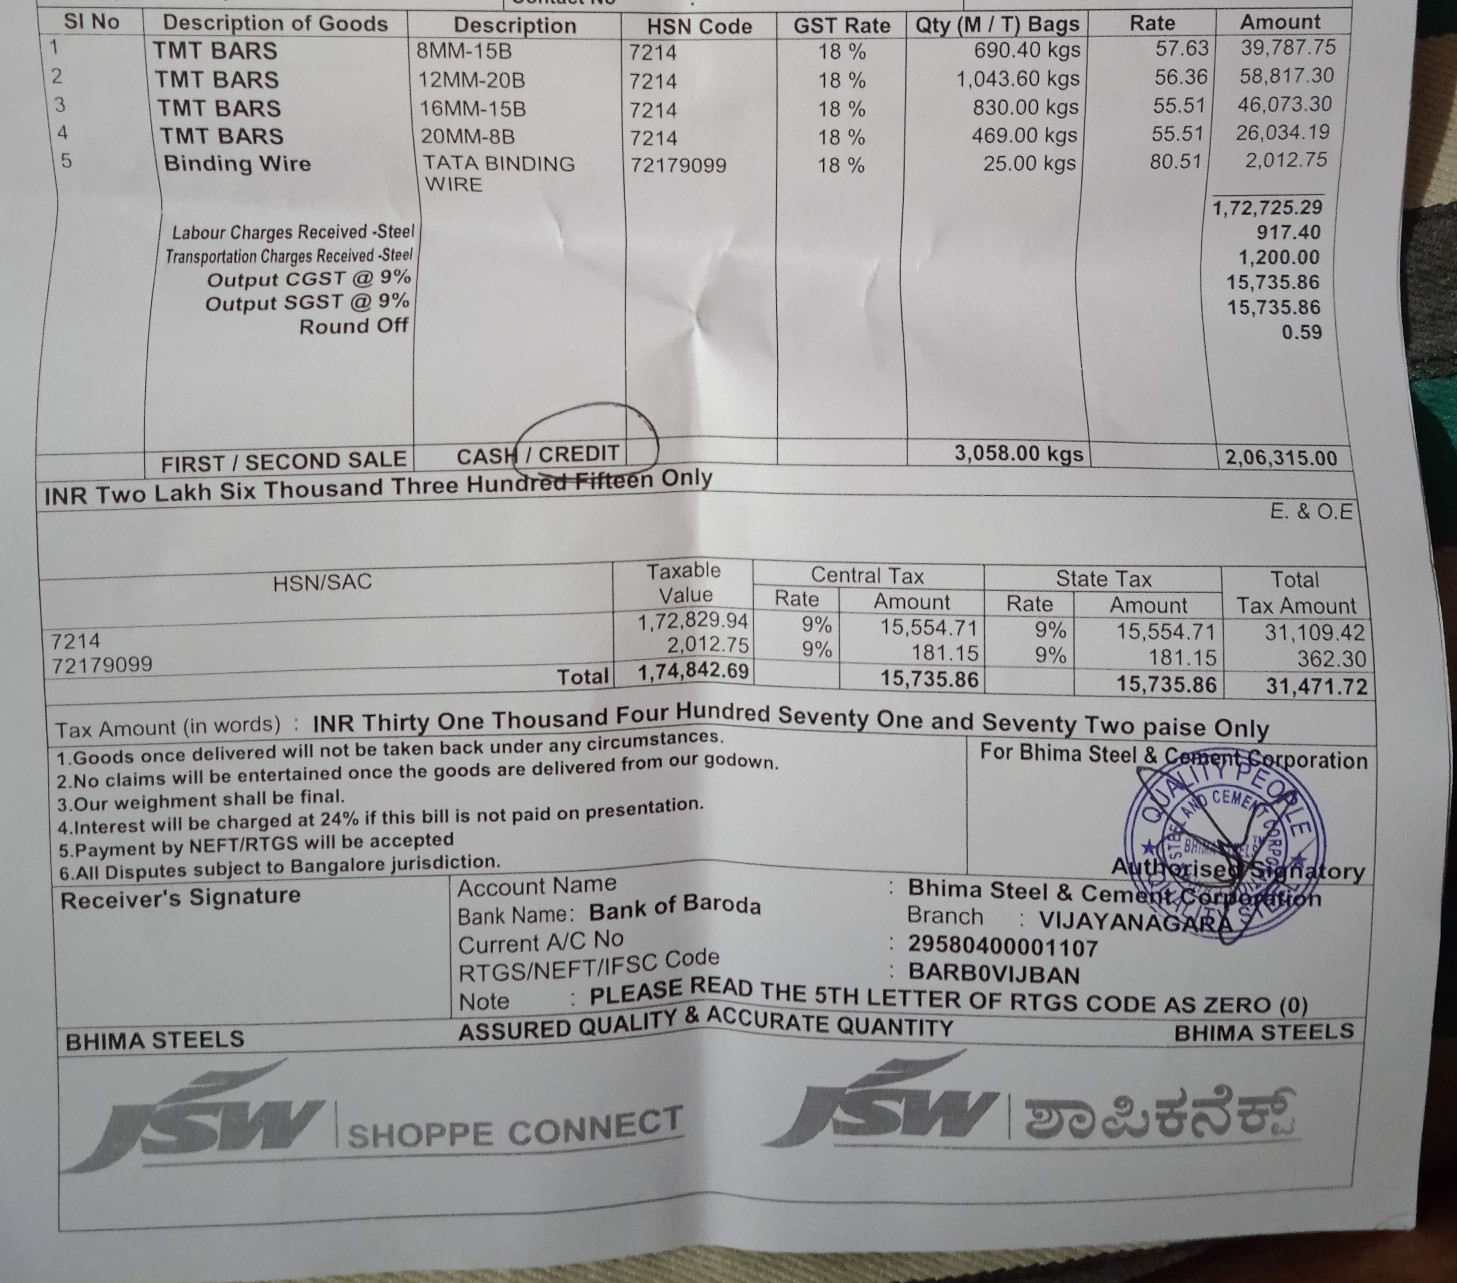 Sl No Description of Goods Description HSN Code GST Rate Qty (M / T) Bags Rate Amount
1 TMT BARS 8MM-15B 7214 18 % 690.40 kgs 57.63 39,787.75
2 TMT BARS 12MM-20B 7214 18 % 1,043.60 kgs 56.36 58,817.30
3 TMT BARS 16MM-15B 7214 18 % 830.00 kgs 55.51 46,073.30
4 TMT BARS 20MM-8B 7214 18 % 469.00 kgs 55.51 26,034.19
5 Binding Wire TATA BINDING 72179099 18 % 25.00 kgs 80.51 2,012.75
WIRE
1,72,725.29
Labour Charges Received -Steel 917.40
Transportation Charges Received -Steel 1,200.00
Output CGST @ 9% 15,735.86
Output SGST @ 9% 15,735.86
Round Off 0.59
FIRST / SECOND SALE CASH / CREDIT 3,058.00 kgs 2,06,315.00
INR Two Lakh Six Thousand Three Hundred Fifteen Only
E. & O.E
HSN/SAC Taxable Central Tax State Tax Total
Value Rate Amount Rate Amount Tax Amount
7214 1,72,829.94 9% 15,554.71 9% 15,554.71 31,109.42
72179099 2,012.75 9% 181.15 9% 181.15 362.30
Total 1,74,842.69 15,735.86 15,735.86 31,471.72
Tax Amount (in words) : INR Thirty One Thousand Four Hundred Seventy One and Seventy Two paise Only
1.Goods once delivered will not be taken back under any circumstances.
2.No claims will be entertained once the goods are delivered from our godown.
3.Our weighment shall be final.
4.Interest will be charged at 24% if this bill is not paid on presentation.
5.Payment by NEFT/RTGS will be accepted
6.All Disputes subject to Bangalore jurisdiction.
For Bhima Steel & Cement Corporation
QUALITY PEOPLE
STEEL AND CEMENT CORPO
Authorised Signatory
Receiver's Signature
Account Name : Bhima Steel & Cement Corporation
Bank Name: Bank of Baroda Branch : VIJAYANAGARA
Current A/C No : 29580400001107
RTGS/NEFT/IFSC Code : BARB0VIJBAN
Note : PLEASE READ THE 5TH LETTER OF RTGS CODE AS ZERO (0)
BHIMA STEELS ASSURED QUALITY & ACCURATE QUANTITY BHIMA STEELS
JSW SHOPPE CONNECT JSW ಶಾಪಿಕನೆಕ್ಟ್